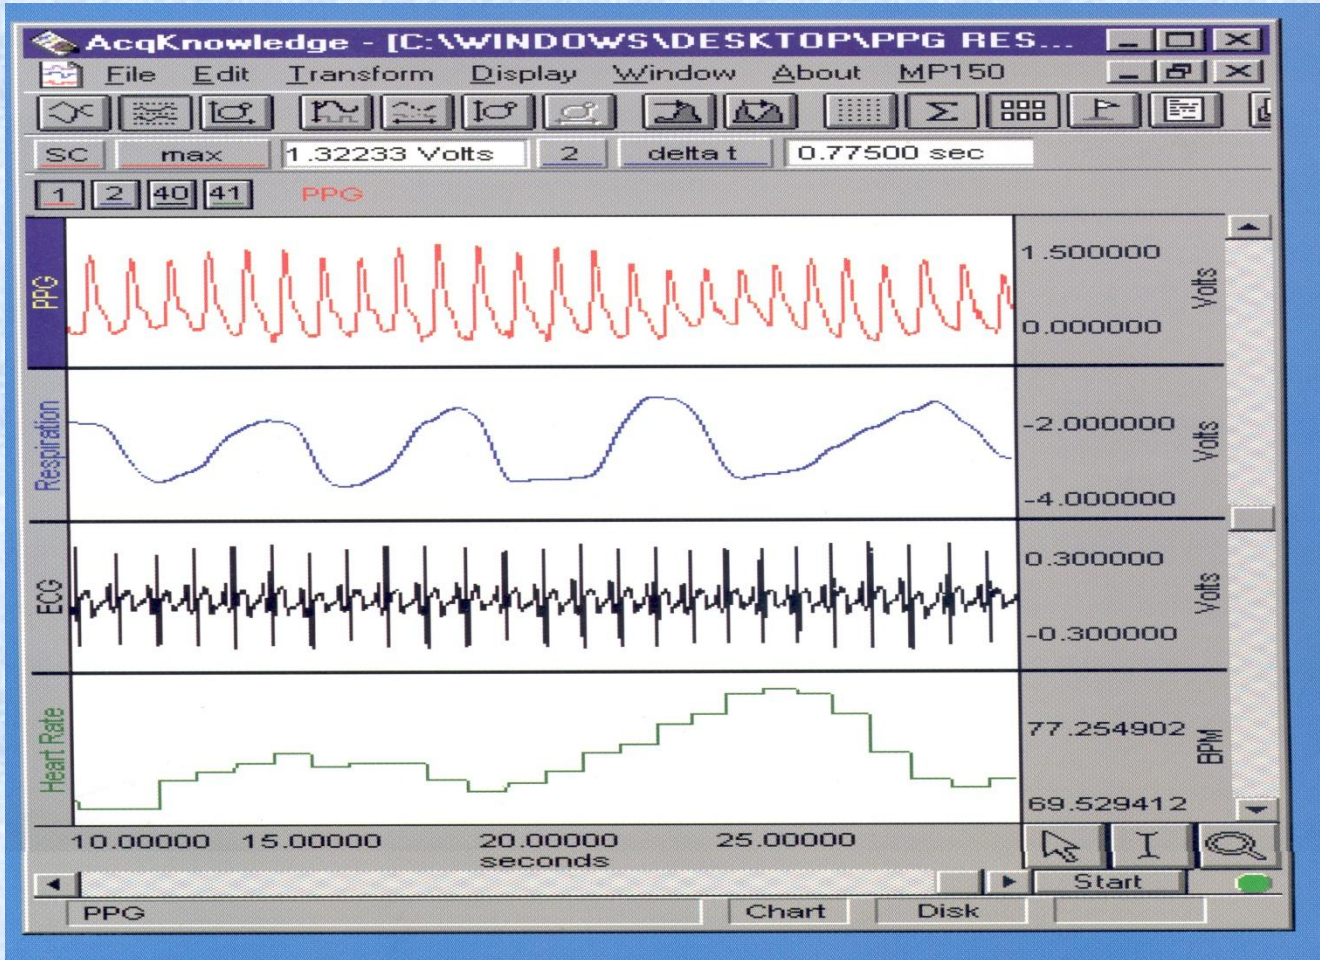 AcqKnowledge - [C:\WINDOWS\DESKTOP\PPG RES...
File Edit Transform Display Window About MP150
SC max 1.32233 Volts 2 delta t 0.77500 sec
1 2 40 41 PPG
PPG
1.500000
0.000000
Volts
Respiration
-2.000000
-4.000000
Volts
ECG
0.300000
-0.300000
Volts
Heart Rate
77.254902
69.529412
BPM
10.00000 15.00000 20.00000 25.00000
seconds
Start
PPG Chart Disk